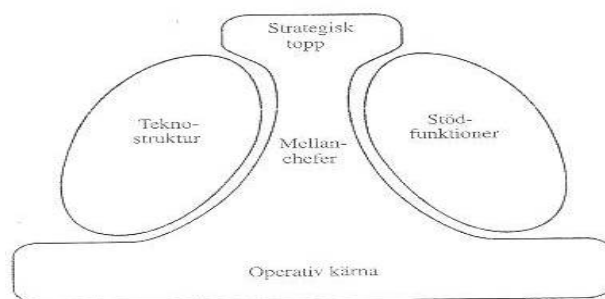 Strategisk
topp
Tekno-
struktur
Mellan-
chefer
Stöd-
funktioner
Operativ kärna